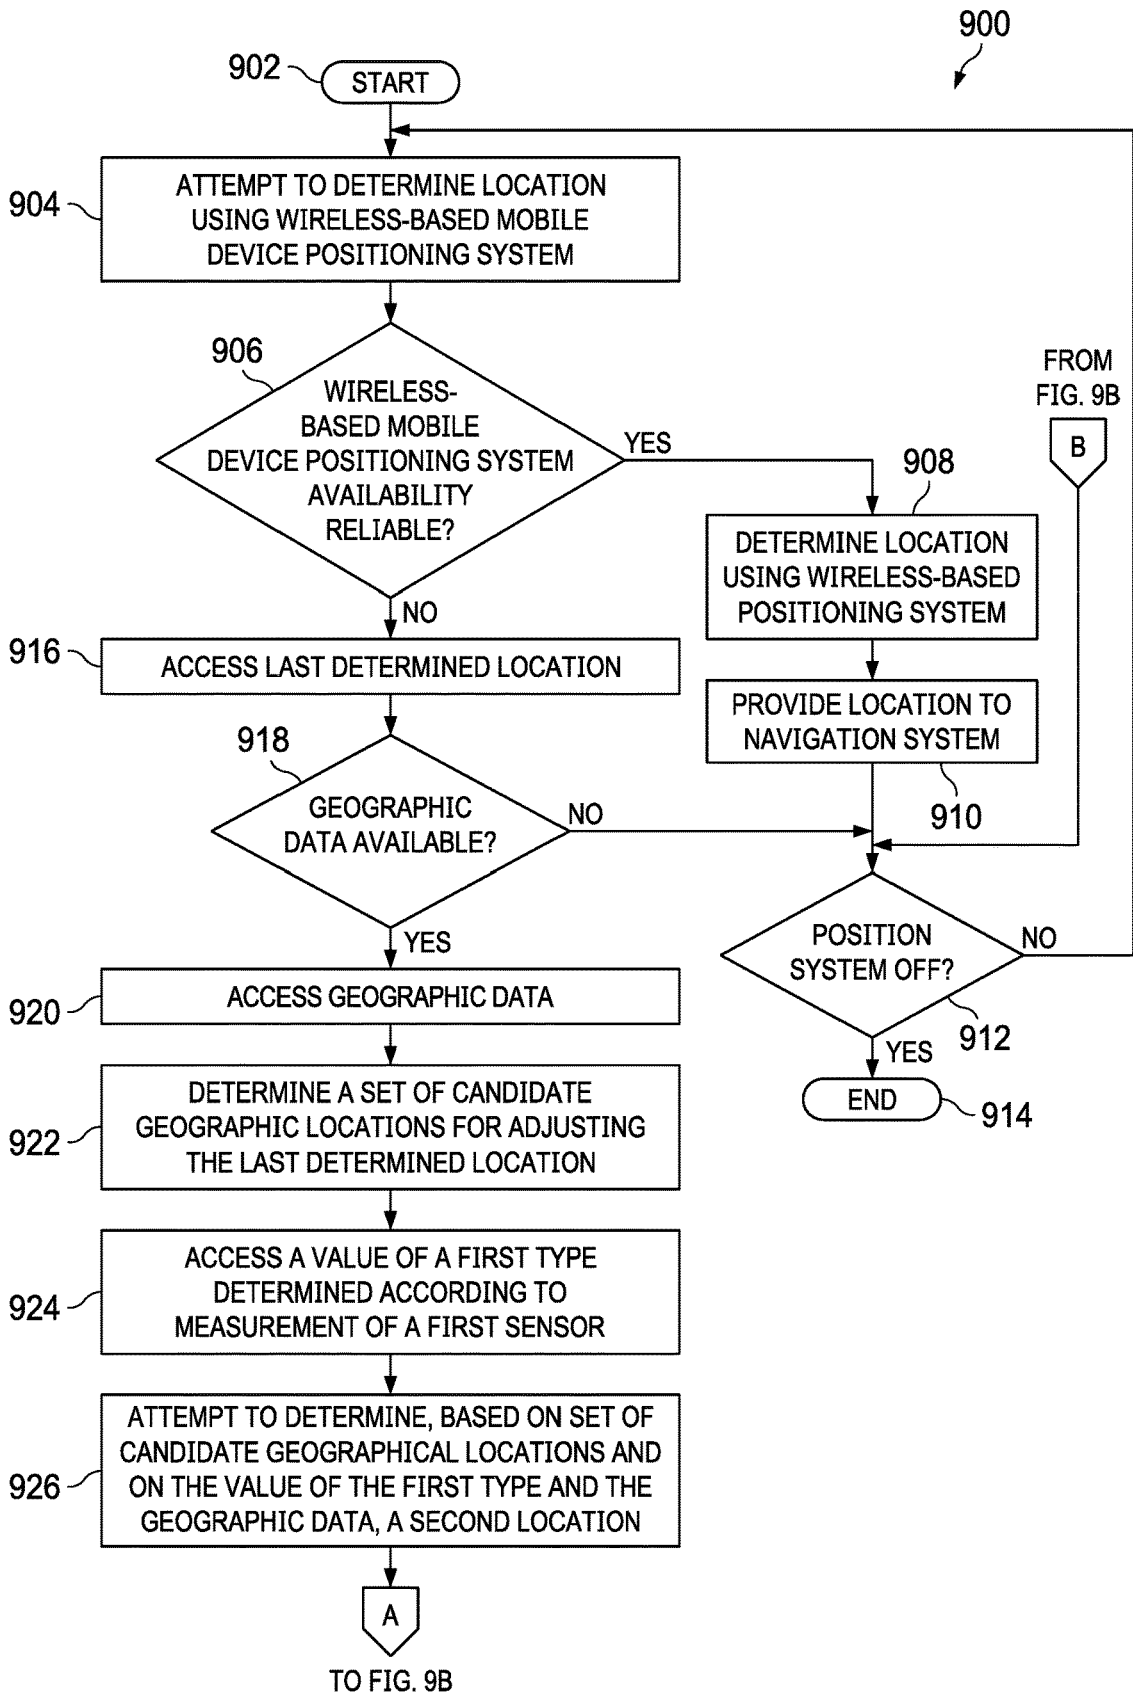 900
902
START
904
ATTEMPT TO DETERMINE LOCATION
USING WIRELESS-BASED MOBILE
DEVICE POSITIONING SYSTEM
906
WIRELESS-
BASED MOBILE
DEVICE POSITIONING SYSTEM
AVAILABILITY
RELIABLE?
YES
NO
FROM
FIG. 9B
B
908
DETERMINE LOCATION
USING WIRELESS-BASED
POSITIONING SYSTEM
916
ACCESS LAST DETERMINED LOCATION
PROVIDE LOCATION TO
NAVIGATION SYSTEM
910
918
GEOGRAPHIC
DATA AVAILABLE?
NO
YES
POSITION
SYSTEM OFF?
NO
912
YES
END
914
920
ACCESS GEOGRAPHIC DATA
922
DETERMINE A SET OF CANDIDATE
GEOGRAPHIC LOCATIONS FOR ADJUSTING
THE LAST DETERMINED LOCATION
924
ACCESS A VALUE OF A FIRST TYPE
DETERMINED ACCORDING TO
MEASUREMENT OF A FIRST SENSOR
926
ATTEMPT TO DETERMINE, BASED ON SET OF
CANDIDATE GEOGRAPHICAL LOCATIONS AND
ON THE VALUE OF THE FIRST TYPE AND THE
GEOGRAPHIC DATA, A SECOND LOCATION
A
TO FIG. 9B